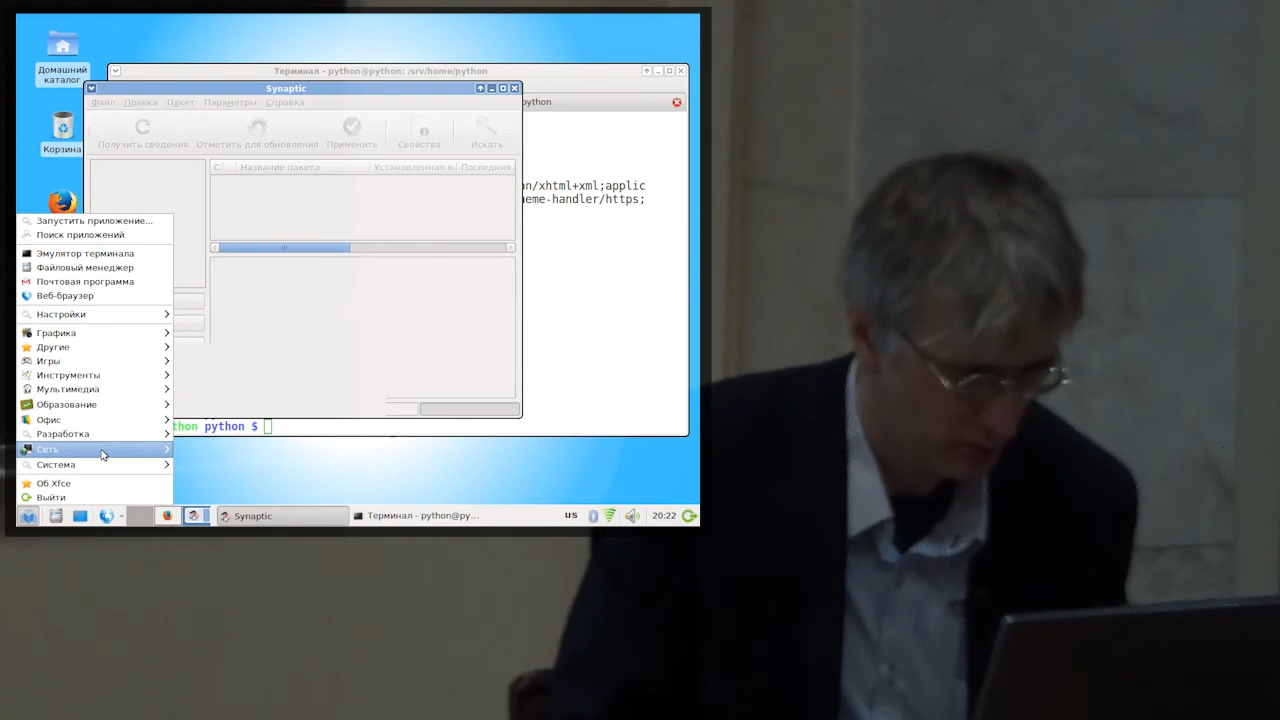 Домашний
каталог
Корзина
Терминал - python@python: /srv/home/python
Synaptic
Файл Правка Пакет Параметры Справка
Получить сведения Отметить для обновления Применить Свойства Искать
С Название пакета Установленная в Последняя
python
n/xhtml+xml;applic
eme-handler/https;
Запустить приложение...
Поиск приложений
Эмулятор терминала
Файловый менеджер
Почтовая программа
Веб-браузер
Настройки
Графика
Другие
Игры
Инструменты
Мультимедиа
Образование
Офис
Разработка
Сеть
Система
Об Xfce
Выйти
thon python $
Synaptic
Терминал - python@py...
us
20:22